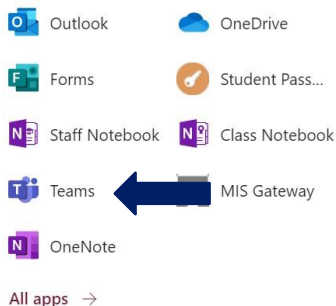 Outlook OneDrive
Forms Student Pass...
Staff Notebook Class Notebook
Teams MIS Gateway
OneNote
All apps →